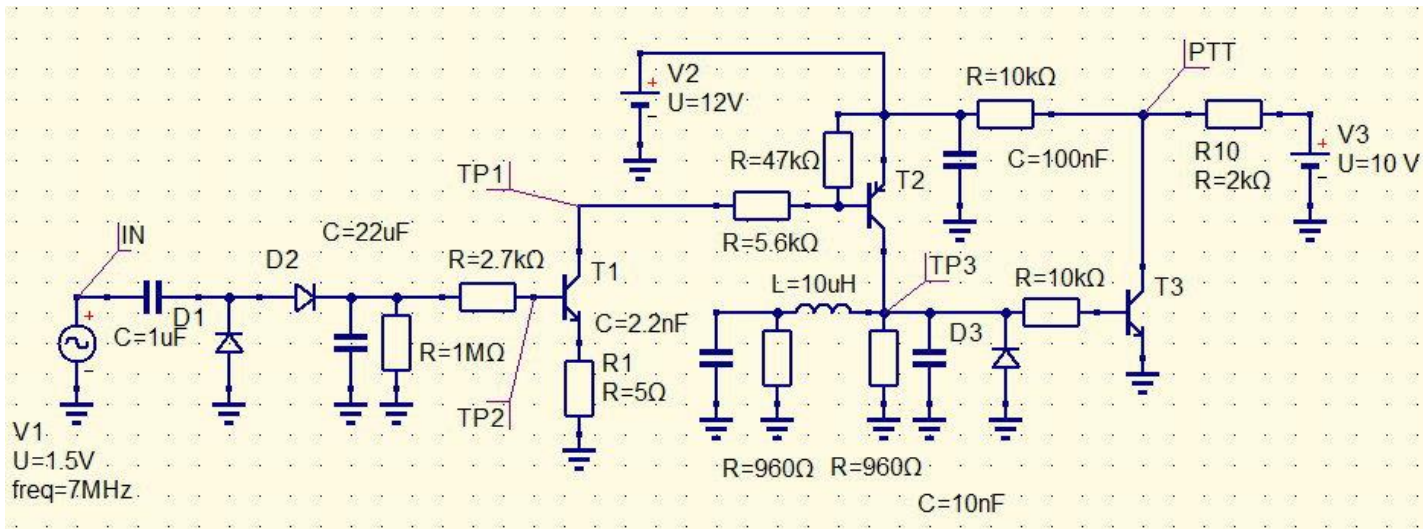 PTT
V2
U=12V
R=10kΩ
V3
U=10 V
R10
R=2kΩ
R=47kΩ
C=100nF
TP1
T2
IN
C=22uF
R=5.6kΩ
D2
R=2.7kΩ
T1
TP3
L=10uH
R=10kΩ
T3
D1
C=1uF
C=2.2nF
D3
R=1MΩ
R1
R=5Ω
TP2
V1
U=1.5V
freq=7MHz
R=960Ω
R=960Ω
C=10nF
+
-
+
-
+
-